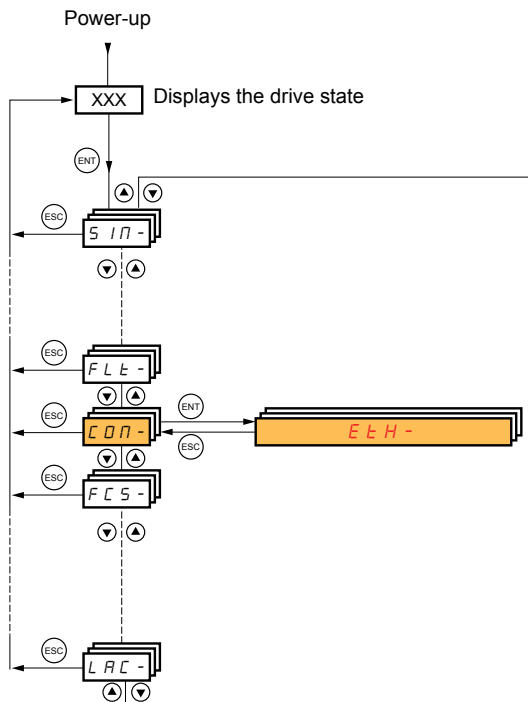 Power-up
XXX Displays the drive state
ENT
ESC
SIM-
ESC
FLt-
ESC
ENT
COM-
EtH-
ESC
ESC
FCS-
ESC
LAC-